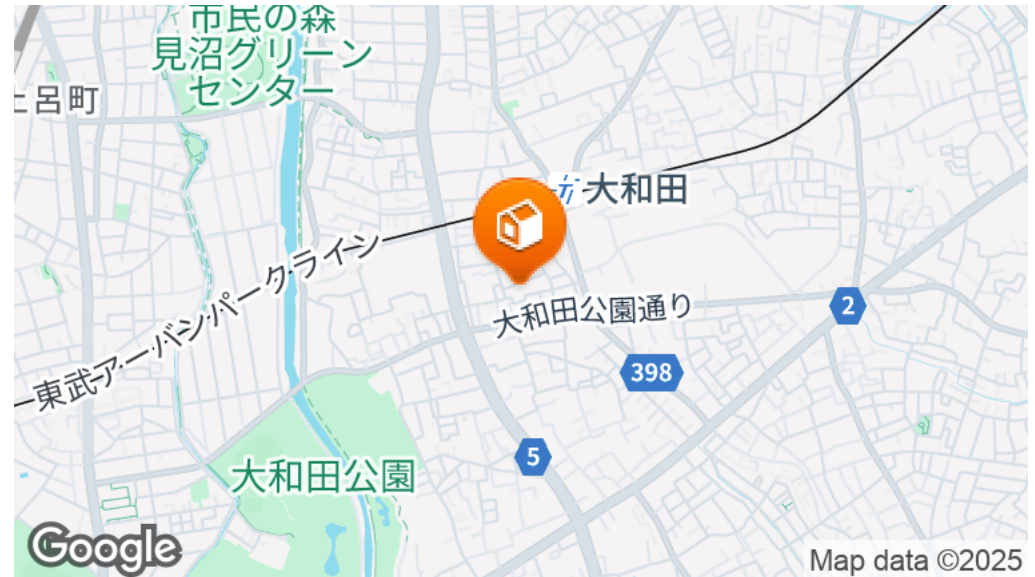 市民の森
見沼グリーン
センター
土呂町
大和田
東武アーバンパークライン
大和田公園通り
2
398
5
大和田公園
Google
Map data ©2025